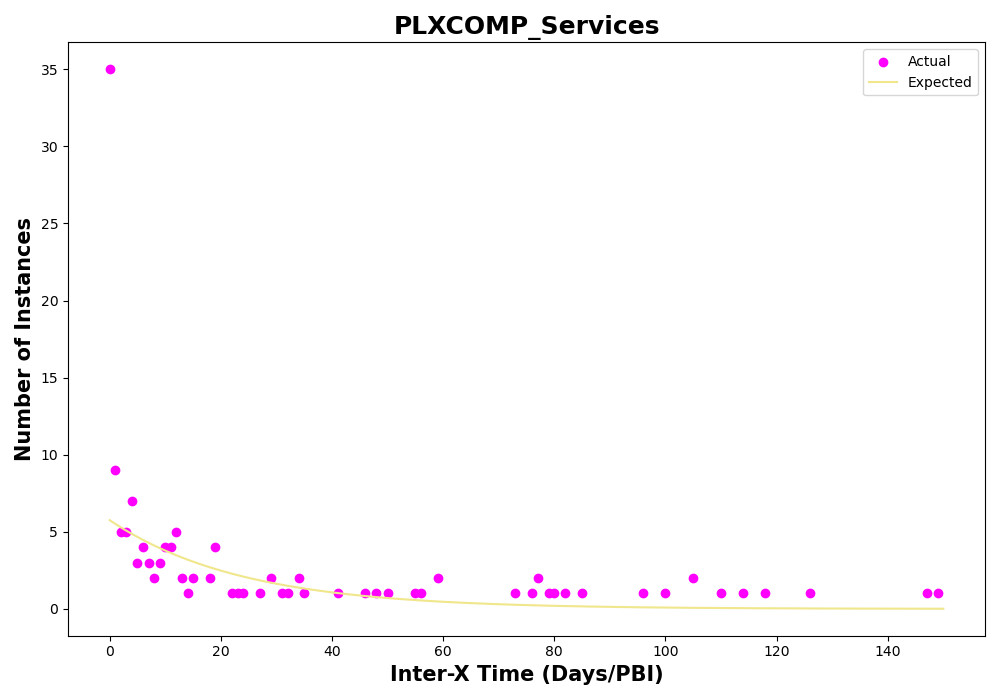 PLXCOMP_Services
Actual
Expected
Number of Instances
35
30
25
20
15
10
5
0
0 20 40 60 80 100 120 140
Inter-X Time (Days/PBI)